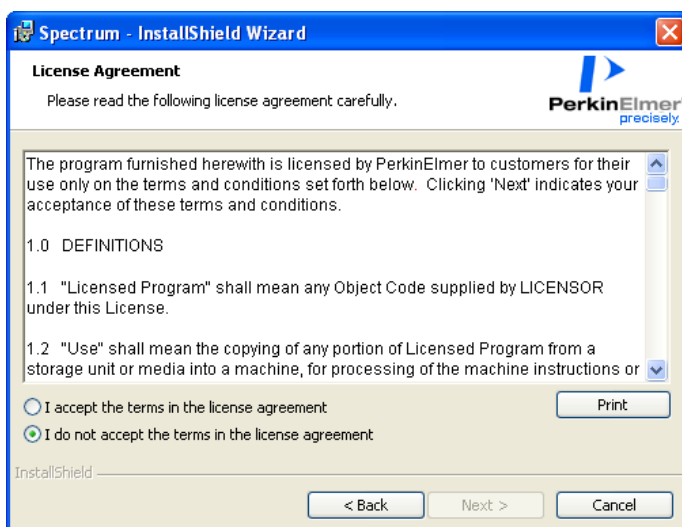 Spectrum - InstallShield Wizard
License Agreement
Please read the following license agreement carefully.
PerkinElmer
precisely.
The program furnished herewith is licensed by PerkinElmer to customers for their
use only on the terms and conditions set forth below.  Clicking 'Next' indicates your
acceptance of these terms and conditions.
1.0  DEFINITIONS
1.1  "Licensed Program" shall mean any Object Code supplied by LICENSOR
under this License.
1.2  "Use" shall mean the copying of any portion of Licensed Program from a
storage unit or media into a machine, for processing of the machine instructions or
I accept the terms in the license agreement
Print
I do not accept the terms in the license agreement
InstallShield
< Back
Next >
Cancel